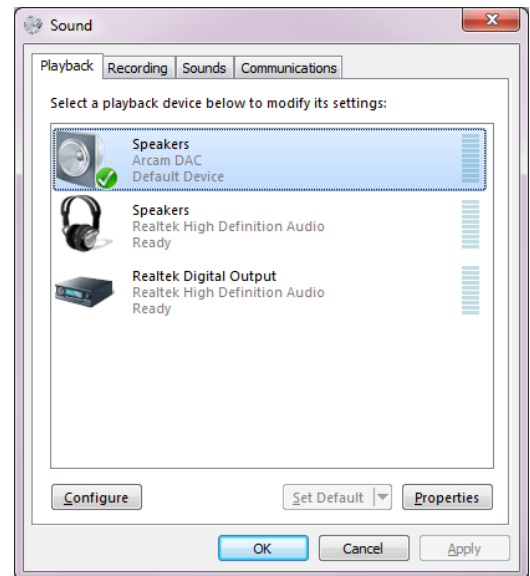 Sound
Playback Recording Sounds Communications
Select a playback device below to modify its settings:
Speakers
Arcam DAC
Default Device
Speakers
Realtek High Definition Audio
Ready
Realtek Digital Output
Realtek High Definition Audio
Ready
Configure Set Default Properties
OK Cancel Apply